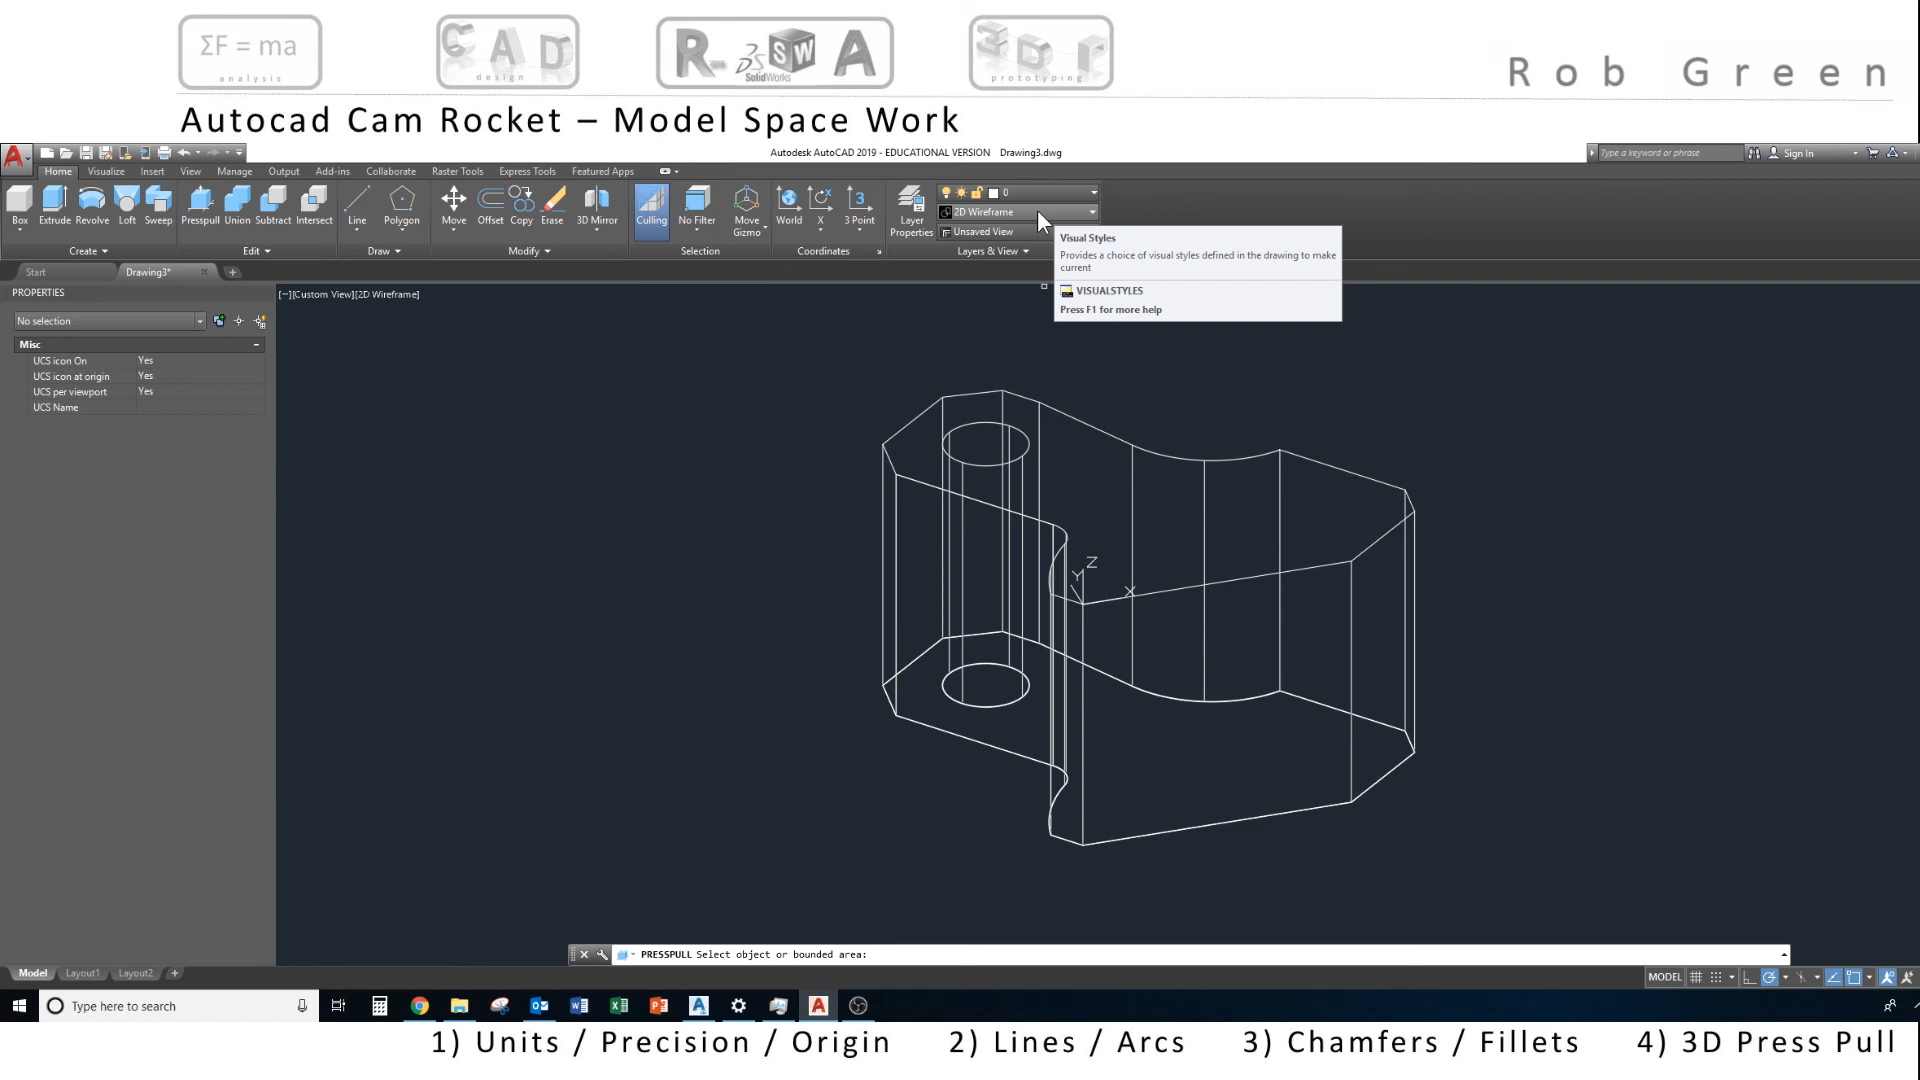 ΣF = ma
analysis
CAD
design
R SW A
SolidWorks
3DP
prototyping
Rob Green
Autocad Cam Rocket – Model Space Work
Autodesk AutoCAD 2019 - EDUCATIONAL VERSION Drawing3.dwg
Type a keyword or phrase
Sign In
Home Visualize Insert View Manage Output Add-ins Collaborate Raster Tools Express Tools Featured Apps
Box Extrude Revolve Loft Sweep Presspull Union Subtract Intersect Line Polygon Move Offset Copy Erase 3D Mirror Culling No Filter Move Gizmo World X 3 Point Layer Properties
0
2D Wireframe
Unsaved View
Create Edit Draw Modify Selection Coordinates Layers & View
Visual Styles
Provides a choice of visual styles defined in the drawing to make
current
VISUALSTYLES
Press F1 for more help
Start Drawing3*
PROPERTIES
[−][Custom View][2D Wireframe]
No selection
Misc
UCS icon On Yes
UCS icon at origin Yes
UCS per viewport Yes
UCS Name
Z
Y
X
PRESSPULL Select object or bounded area:
Model Layout1 Layout2
MODEL
Type here to search
1) Units / Precision / Origin 2) Lines / Arcs 3) Chamfers / Fillets 4) 3D Press Pull